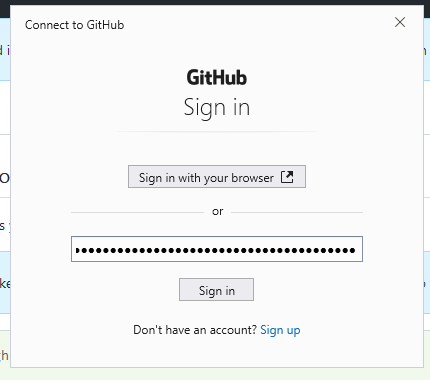 Connect to GitHub
GitHub
Sign in
Sign in with your browser
or
Sign in
Don't have an account? Sign up